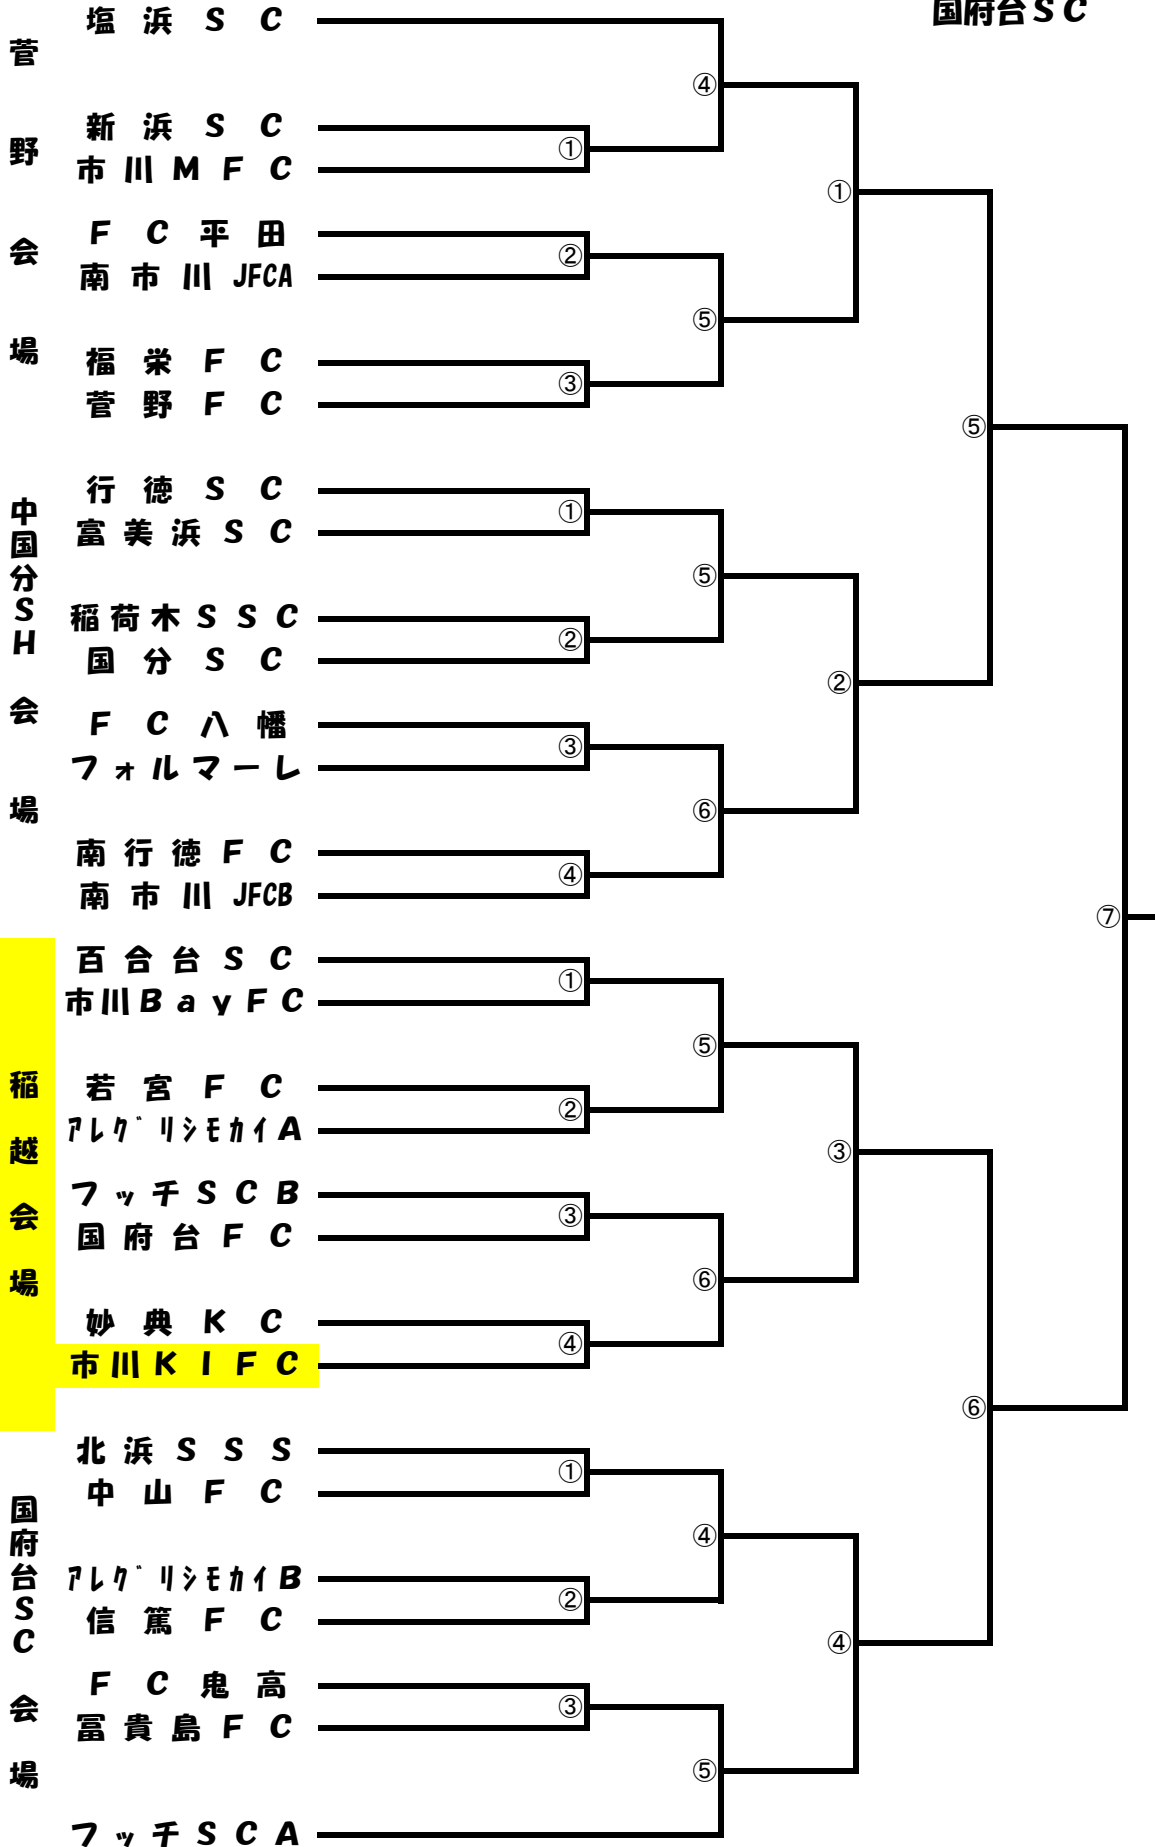 国府台SC
菅野会場
塩浜SC
④
新浜SC
①
市川MFC
①
FC平田
②
南市川JFCA
⑤
福栄FC
③
菅野FC
⑤
中国分SH会場
行徳SC
①
富美浜SC
⑤
稲荷木SSC
②
国分SC
②
FC八幡
③
フォルマーレ
⑥
南行徳FC
④
南市川JFCB
⑦
稲越会場
百合台SC
①
市川BayFC
⑤
若宮FC
②
ｱﾚｸﾞﾘｼﾓｶｲA
③
フッチSCB
③
国府台FC
⑥
妙典KC
④
市川KIFC
⑥
国府台SC会場
北浜SSS
①
中山FC
④
ｱﾚｸﾞﾘｼﾓｶｲB
②
信篤FC
④
FC鬼高
③
冨貴島FC
⑤
フッチSCA